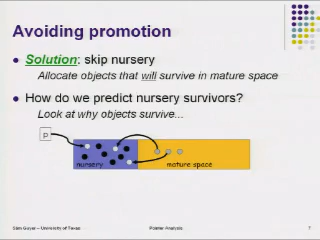 Avoiding promotion
Solution: skip nursery
Allocate objects that will survive in mature space
How do we predict nursery survivors?
Look at why objects survive...
p
nursery
mature space
Sam Guyer – University of Texas
Pointer Analysis
7